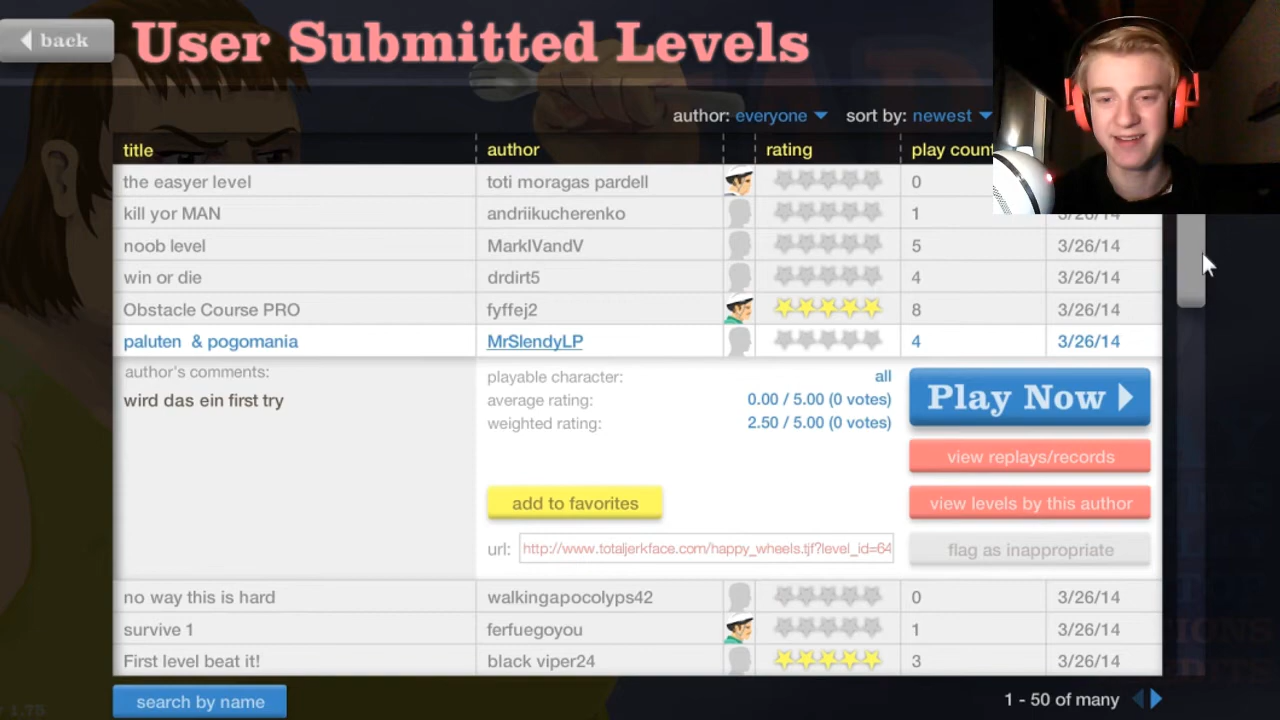 back
User Submitted Levels
author: everyone sort by: newest
title author rating play count
the easyer level toti moragas pardell 0
kill yor MAN andriikucherenko 1 3/26/14
noob level MarkIVandV 5 3/26/14
win or die drdirt5 4 3/26/14
Obstacle Course PRO fyffej2 8 3/26/14
paluten & pogomania MrSlendyLP 4 3/26/14
author's comments:
wird das ein first try
playable character: all
average rating: 0.00 / 5.00 (0 votes)
weighted rating: 2.50 / 5.00 (0 votes)
Play Now
view replays/records
add to favorites
view levels by this author
url: http://www.totaljerkface.com/happy_wheels.tjf?level_id=64
flag as inappropriate
no way this is hard walkingapocolyps42 0 3/26/14
survive 1 ferfuegoyou 1 3/26/14
First level beat it! black viper24 3 3/26/14
search by name
1 - 50 of many
1.75